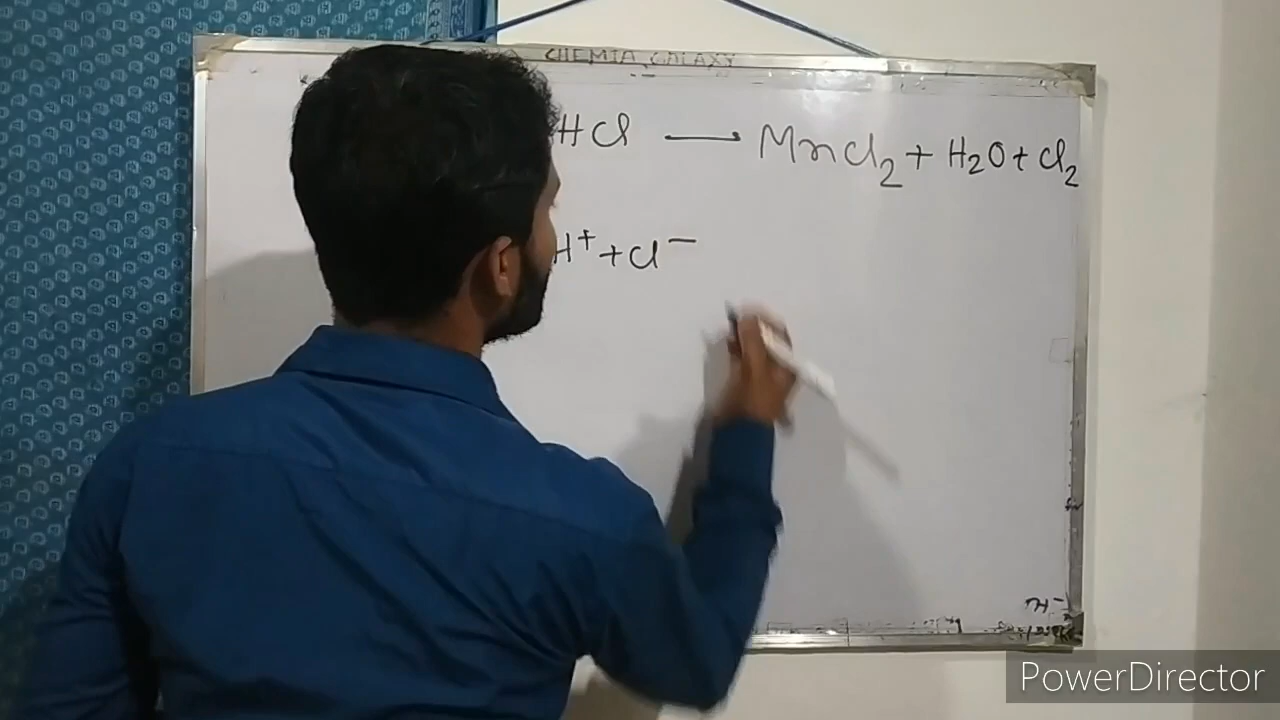 CHEMIA GALAXY
HCl ⟶ MnCl₂ + H₂O + Cl₂
H⁺ + Cl⁻
PowerDirector